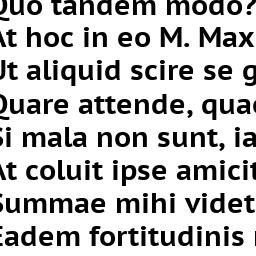 Quo tandem modo?
At hoc in eo M. Max
Ut aliquid scire se g
Quare attende, qua
Si mala non sunt, ia
At coluit ipse amicit
Summae mihi videt
Eadem fortitudinis